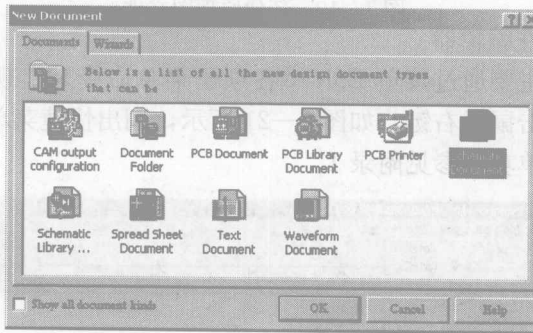 New Document
Documents Wizards
Below is a list of all the new design document types
that can be
CAM output
configuration
Document
Folder
PCB Document
PCB Library
Document
PCB Printer
Schematic
Document
Schematic
Library ...
Spread Sheet
Document
Text
Document
Waveform
Document
Show all document kinds
OK Cancel Help